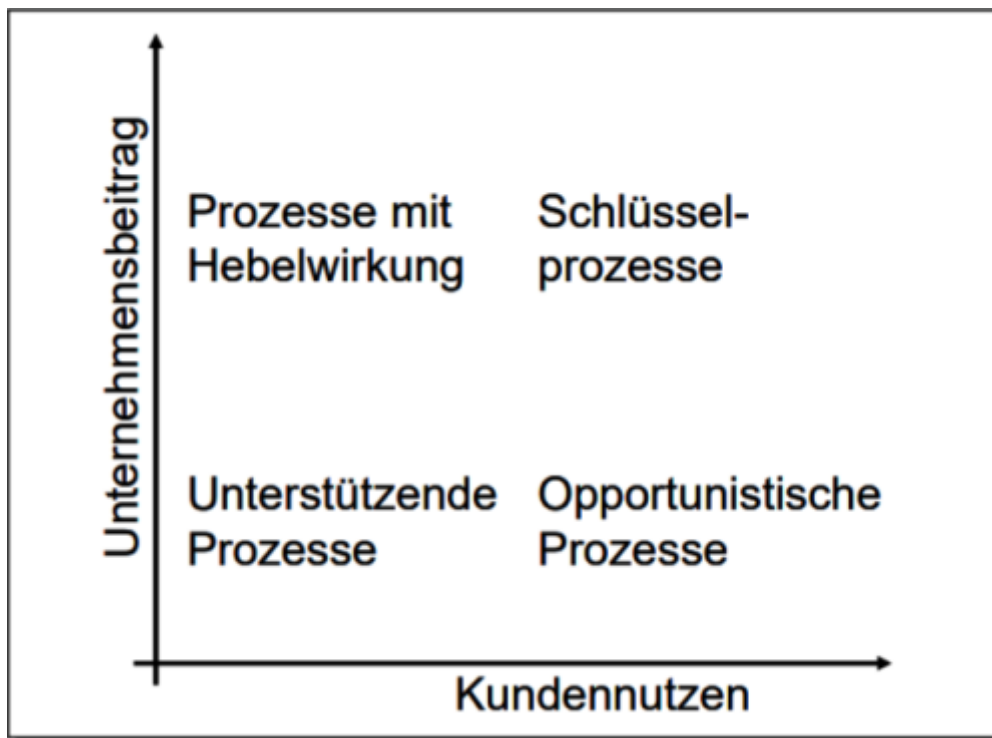 Unternehmensbeitrag
Prozesse mit
Hebelwirkung
Schlüssel-
prozesse
Unterstützende
Prozesse
Opportunistische
Prozesse
Kundennutzen